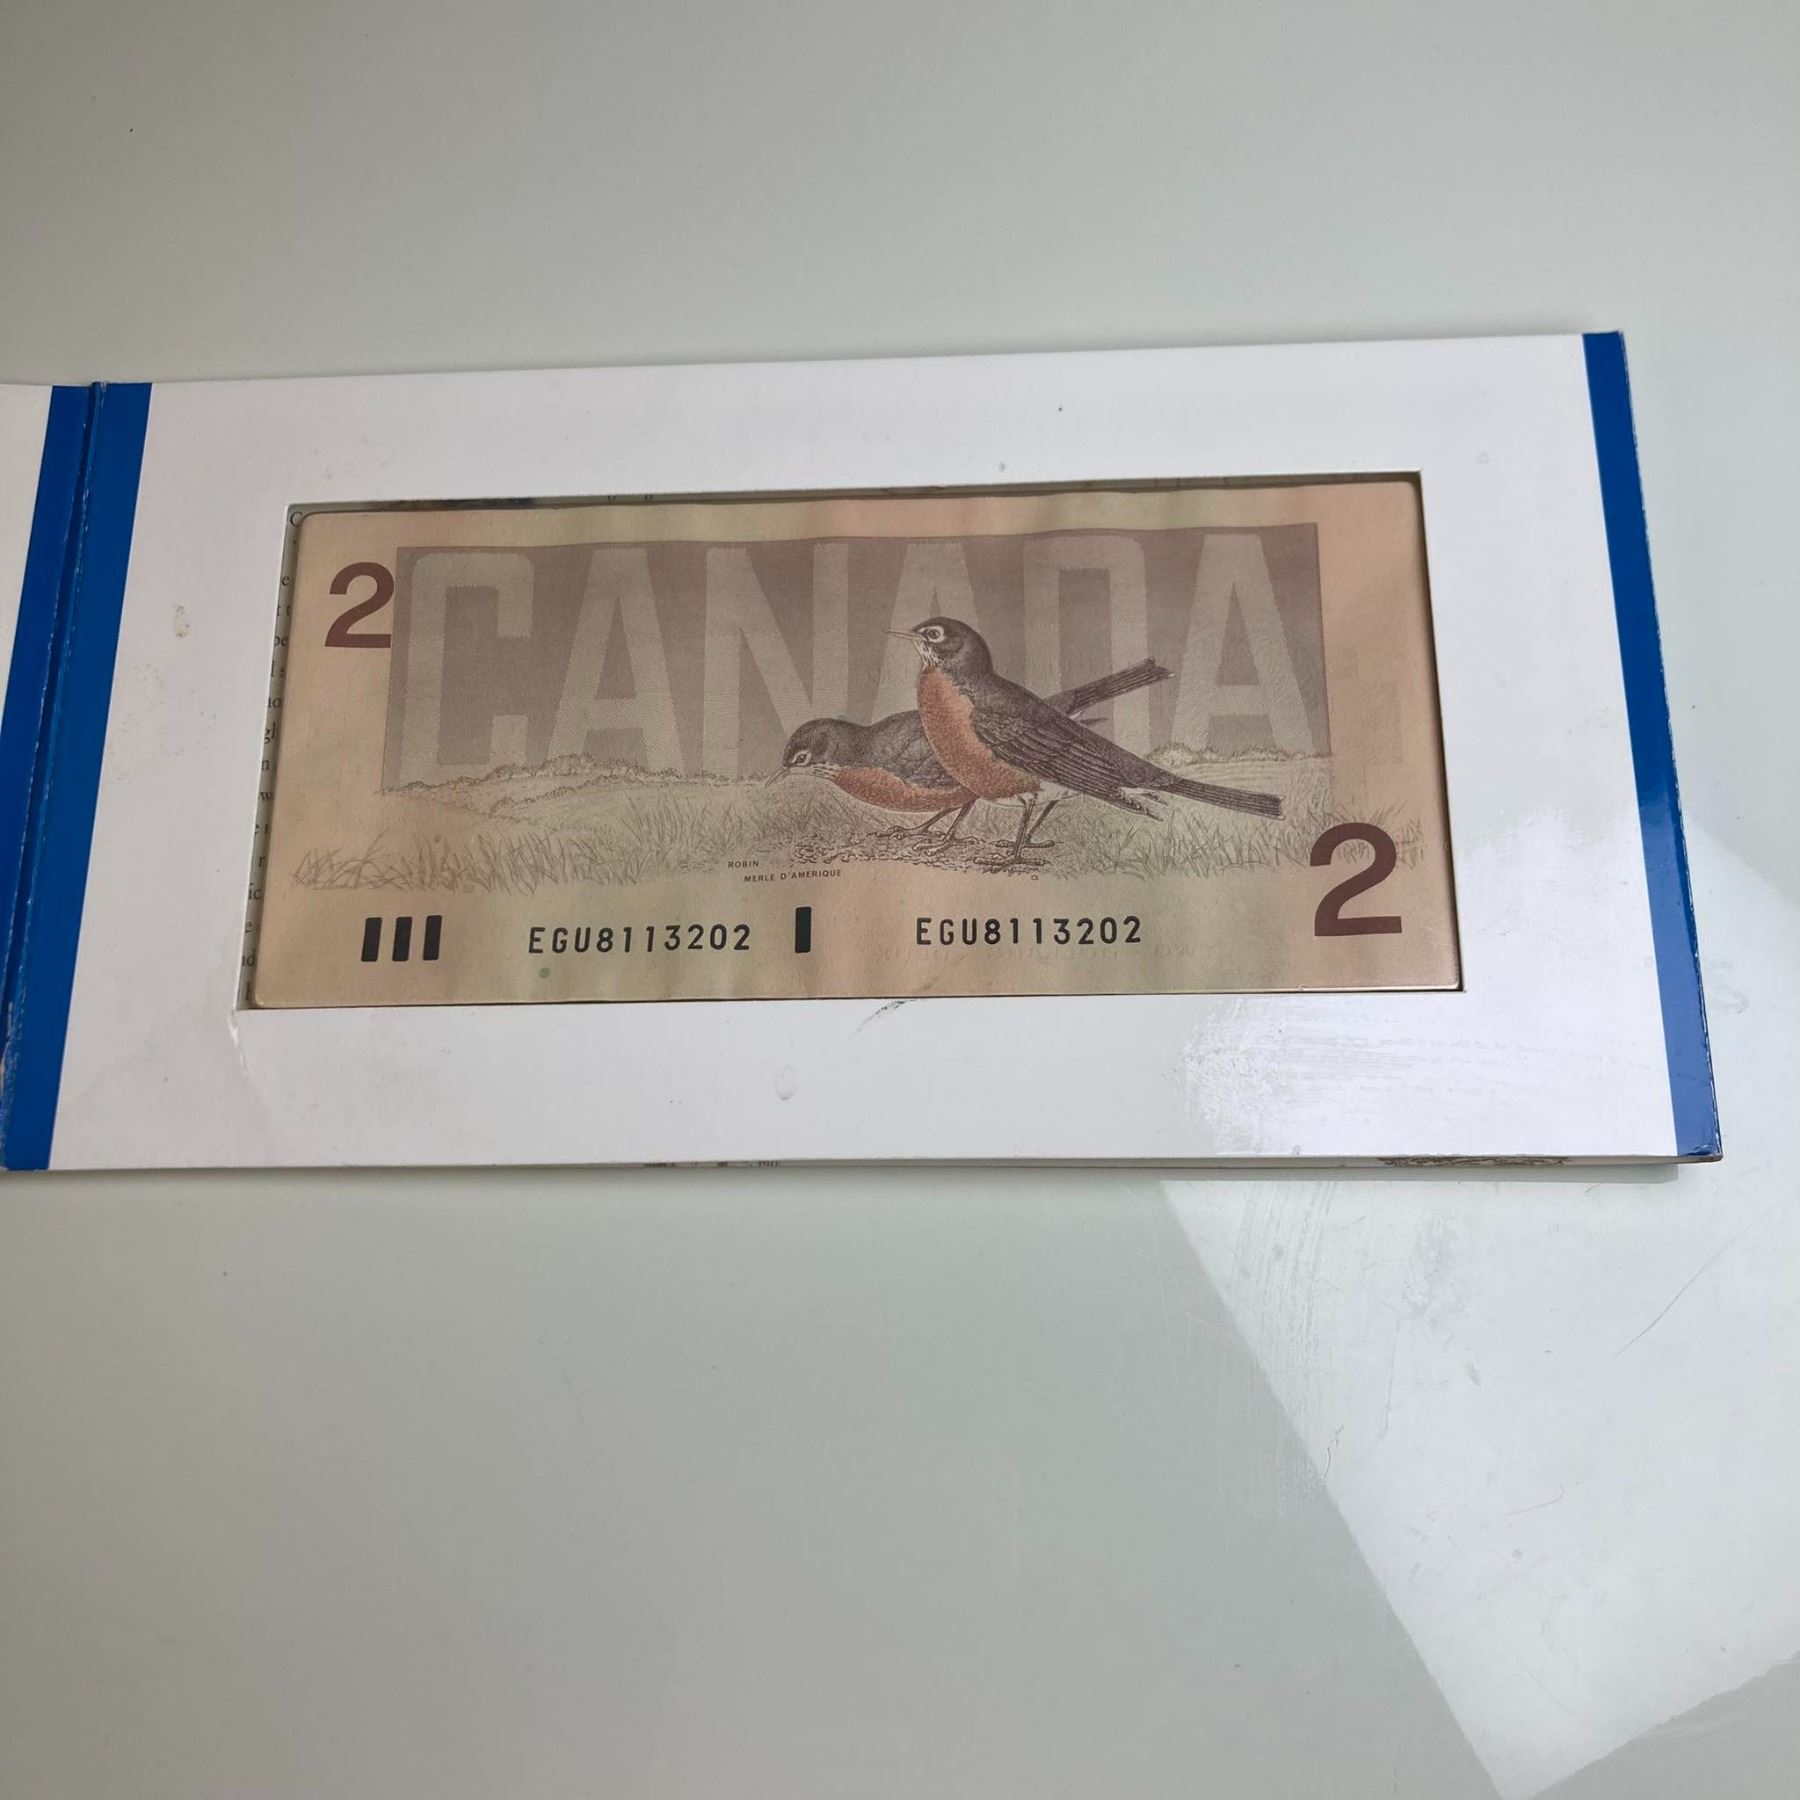 2
CANADA
ROBIN
MERLE D'AMERIQUE
EGU8113202
EGU8113202
2